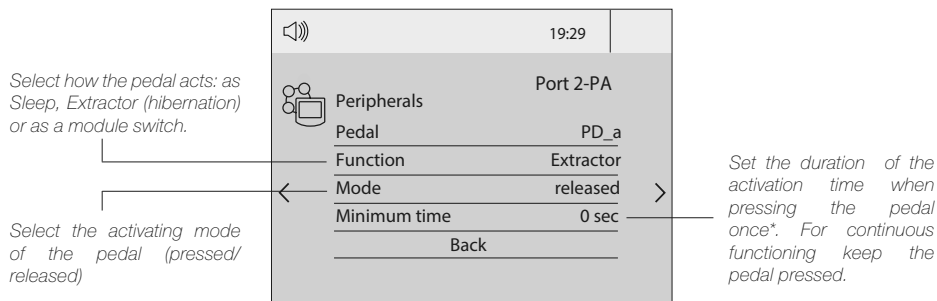 19:29
Port 2-PA
Peripherals
Pedal PD_a
Function Extractor
Mode released
Minimum time 0 sec
Back
Select how the pedal acts: as
Sleep, Extractor (hibernation)
or as a module switch.
Select the activating mode
of the pedal (pressed/
released)
Set the duration of the
activation time when
pressing the pedal
once*. For continuous
functioning keep the
pedal pressed.